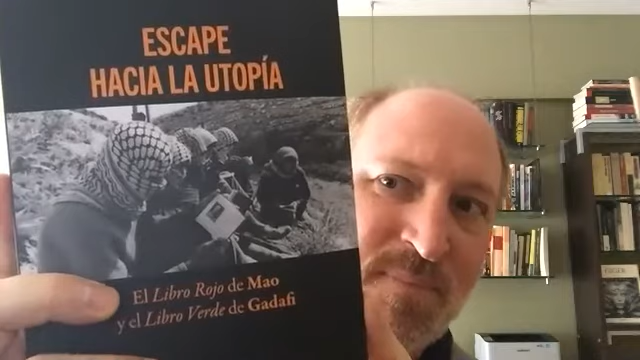 ESCAPE
HACIA LA UTOPÍA
El Libro Rojo de Mao
y el Libro Verde de Gadafi